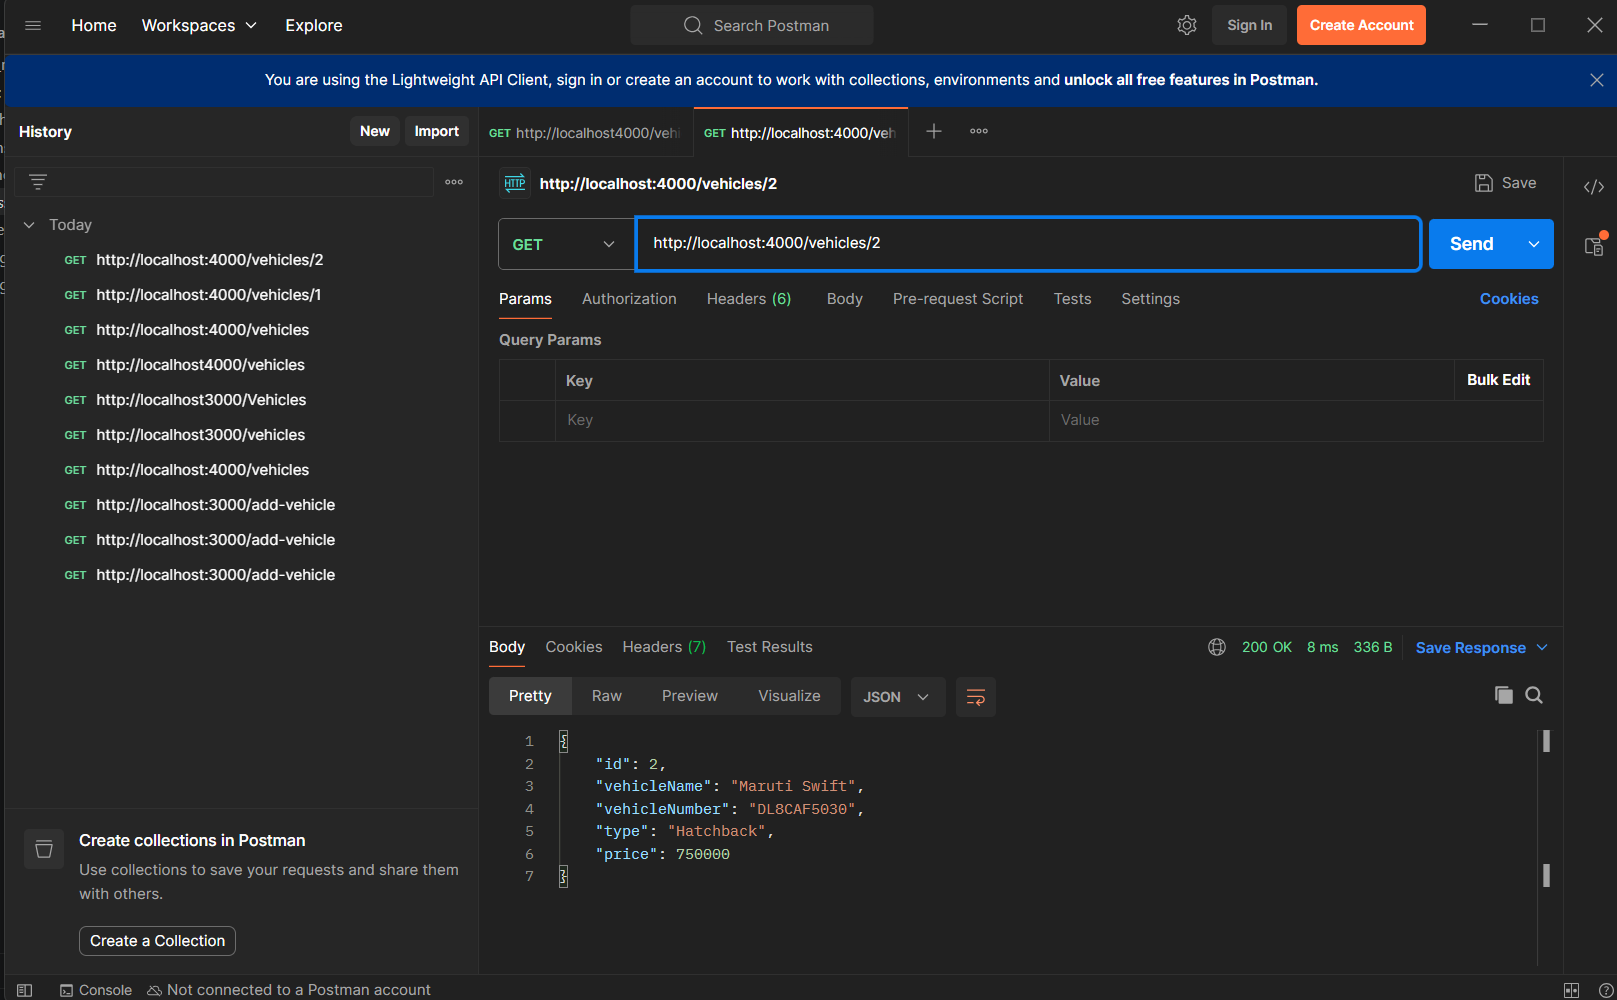 Home Workspaces Explore
Search Postman
Sign In
Create Account
You are using the Lightweight API Client, sign in or create an account to work with collections, environments and unlock all free features in Postman.
History
New Import
GET http://localhost4000/vehi
GET http://localhost:4000/veh
HTTP http://localhost:4000/vehicles/2
Save
Today
GET http://localhost:4000/vehicles/2
GET http://localhost:4000/vehicles/1
GET http://localhost:4000/vehicles
GET http://localhost4000/vehicles
GET http://localhost3000/Vehicles
GET http://localhost3000/vehicles
GET http://localhost:4000/vehicles
GET http://localhost:3000/add-vehicle
GET http://localhost:3000/add-vehicle
GET http://localhost:3000/add-vehicle
Create collections in Postman
Use collections to save your requests and share them
with others.
Create a Collection
GET http://localhost:4000/vehicles/2 Send
Params Authorization Headers (6) Body Pre-request Script Tests Settings Cookies
Query Params
Key Value Bulk Edit
Key Value
Body Cookies Headers (7) Test Results 200 OK 8 ms 336 B Save Response
Pretty Raw Preview Visualize JSON
1 {
2 "id": 2,
3 "vehicleName": "Maruti Swift",
4 "vehicleNumber": "DL8CAF5030",
5 "type": "Hatchback",
6 "price": 750000
7 }
Console Not connected to a Postman account